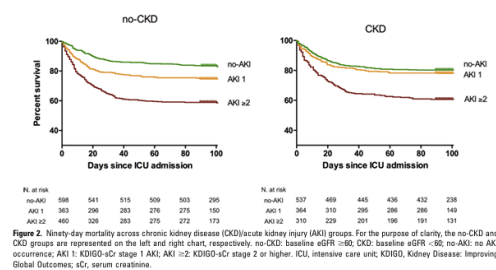 no-CKD
CKD
100
80
60
40
Percent survival
no-AKI
AKI 1
AKI ≥2
0 20 40 60 80 100
Days since ICU admission
100
80
60
40
no-AKI
AKI 1
AKI ≥2
0 20 40 60 80 100
Days since ICU admission
N. at risk
no-AKI 598 541 515 509 503 295
AKI 1 363 296 283 276 275 150
AKI ≥2 460 326 283 275 272 173
N. at risk
no-AKI 537 469 445 436 432 238
AKI 1 364 310 295 286 286 149
AKI ≥2 310 229 201 196 191 131
Figure 2. Ninety-day mortality across chronic kidney disease (CKD)/acute kidney injury (AKI) groups. For the purpose of clarity, the no-CKD and
CKD groups are represented on the left and right chart, respectively. no-CKD: baseline eGFR ≥60; CKD: baseline eGFR <60; no-AKI: no AK
occurrence; AKI 1: KDIGO-sCr stage 1 AKI; AKI ≥2: KDIGO-sCr stage 2 or higher. ICU, intensive care unit; KDIGO, Kidney Disease: Improving
Global Outcomes; sCr, serum creatinine.